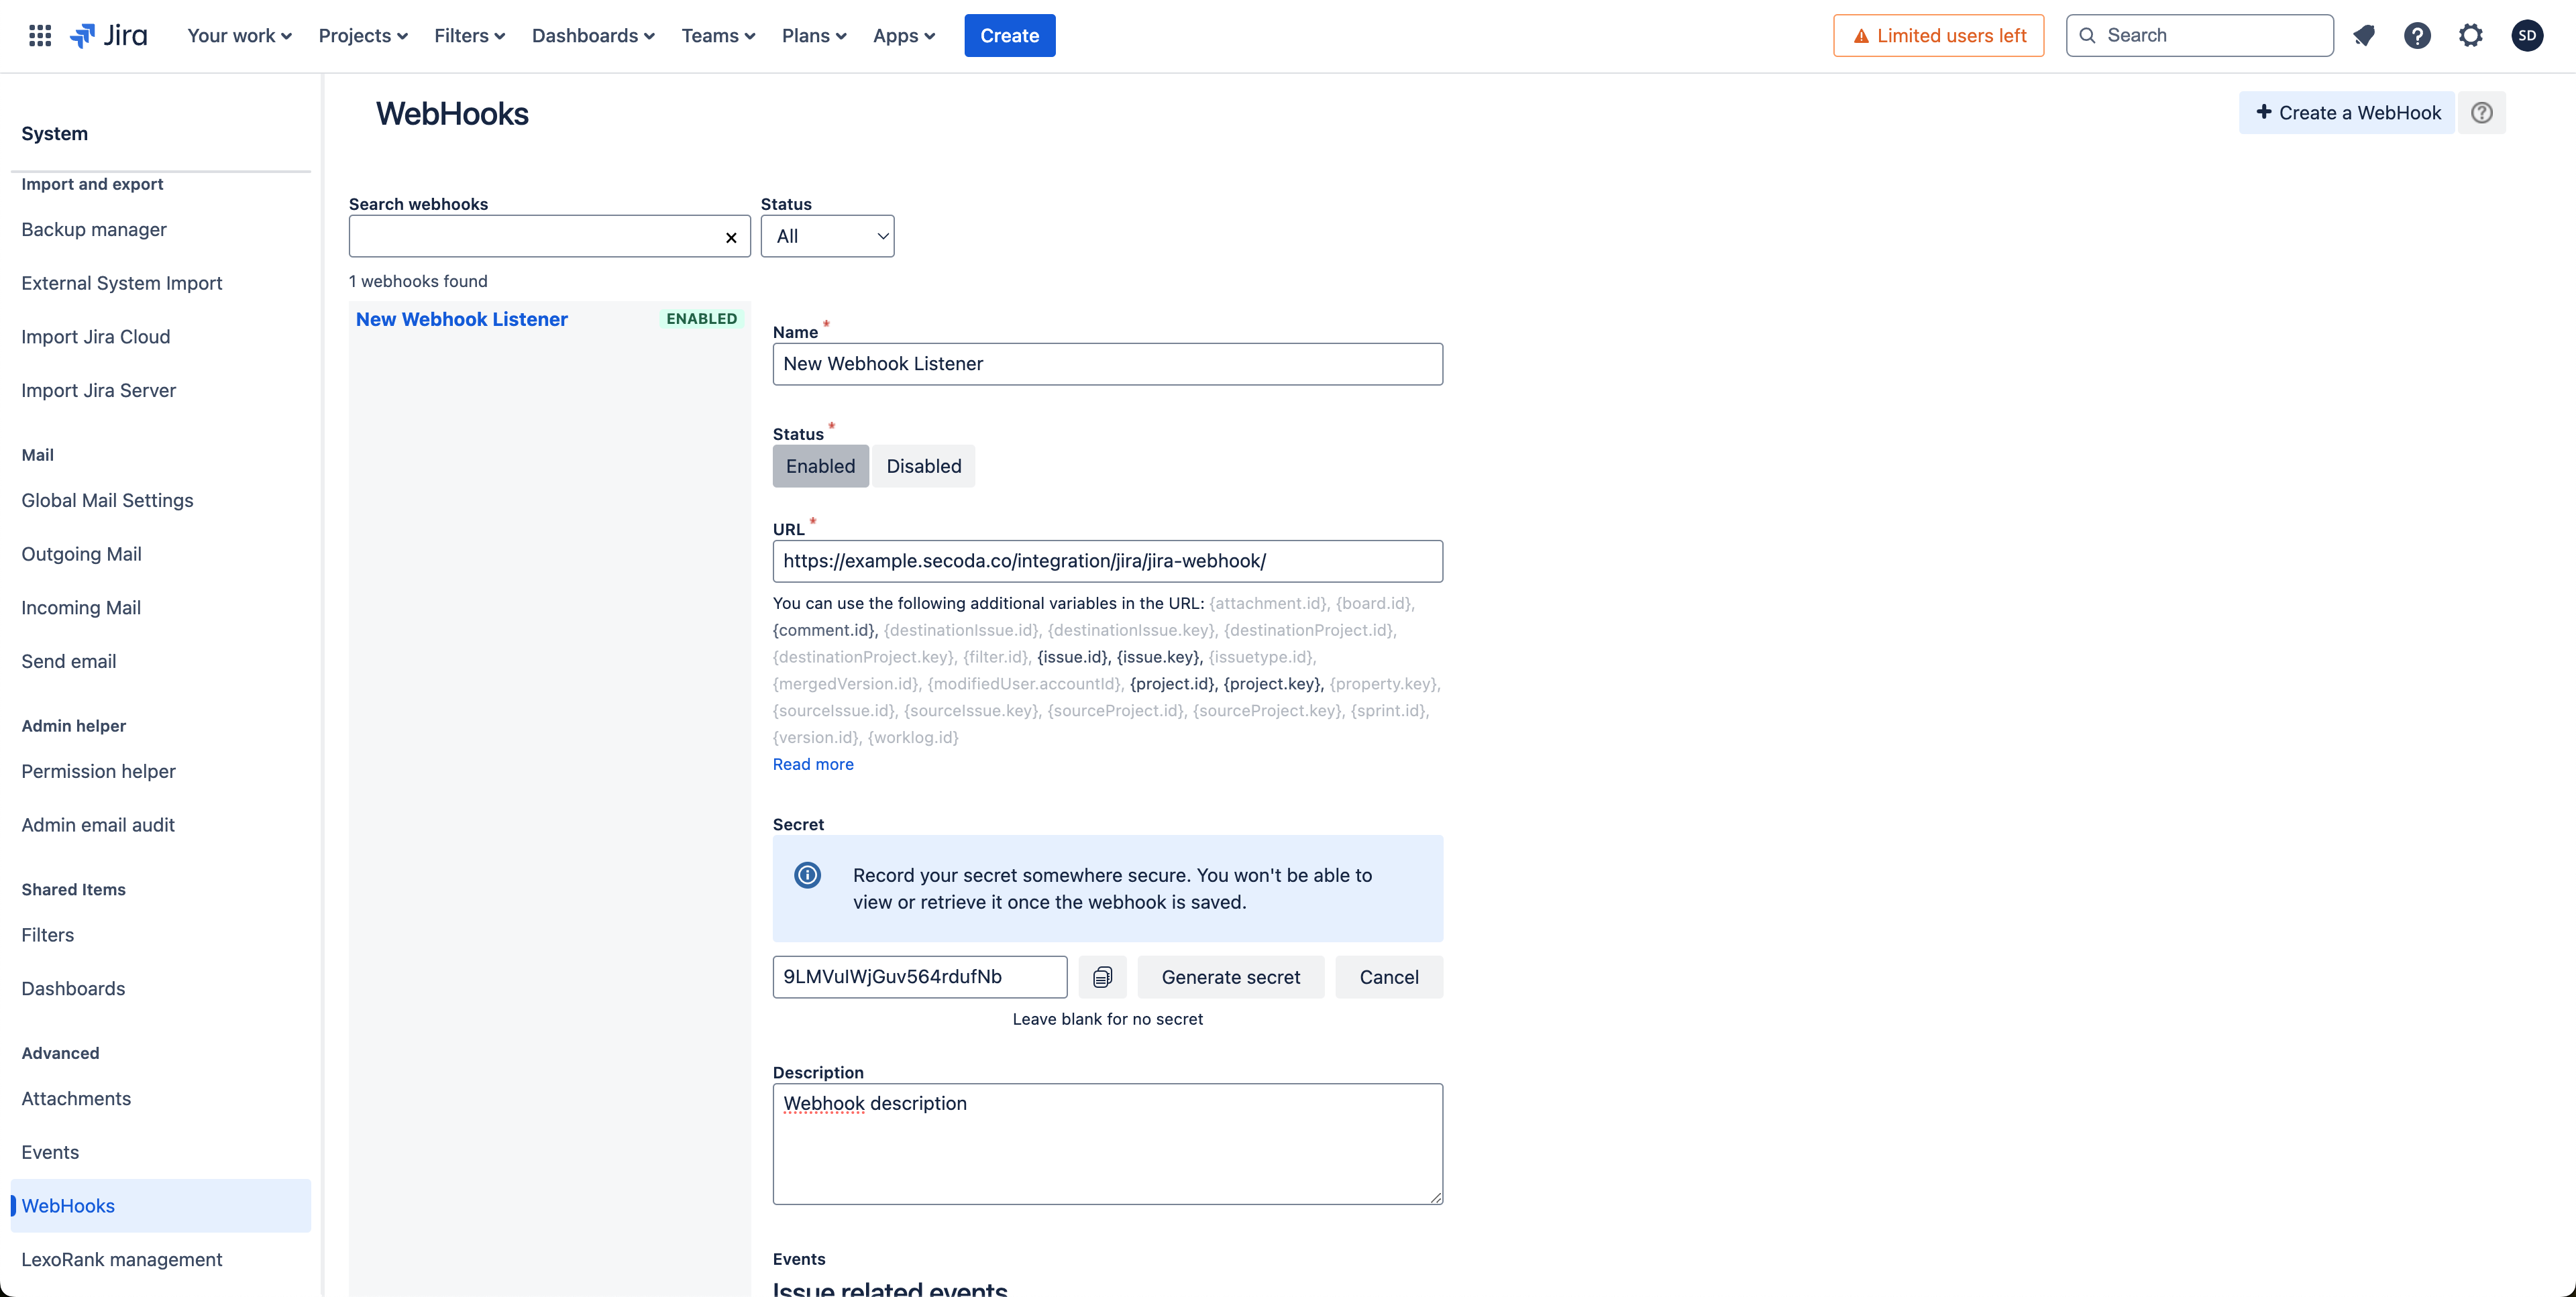 Jira Your work Projects Filters Dashboards Teams Plans Apps Create Limited users left Search SD
System
Import and export
Backup manager
External System Import
Import Jira Cloud
Import Jira Server
Mail
Global Mail Settings
Outgoing Mail
Incoming Mail
Send email
Admin helper
Permission helper
Admin email audit
Shared Items
Filters
Dashboards
Advanced
Attachments
Events
WebHooks
LexoRank management
WebHooks
+ Create a WebHook
Search webhooks Status
All
1 webhooks found
New Webhook Listener ENABLED
Name *
New Webhook Listener
Status *
Enabled Disabled
URL *
https://example.secoda.co/integration/jira/jira-webhook/
You can use the following additional variables in the URL: {attachment.id}, {board.id},
{comment.id}, {destinationIssue.id}, {destinationIssue.key}, {destinationProject.id},
{destinationProject.key}, {filter.id}, {issue.id}, {issue.key}, {issuetype.id},
{mergedVersion.id}, {modifiedUser.accountId}, {project.id}, {project.key}, {property.key},
{sourceIssue.id}, {sourceIssue.key}, {sourceProject.id}, {sourceProject.key}, {sprint.id},
{version.id}, {worklog.id}
Read more
Secret
Record your secret somewhere secure. You won't be able to
view or retrieve it once the webhook is saved.
9LMVulWjGuv564rdufNb Generate secret Cancel
Leave blank for no secret
Description
Webhook description
Events
Issue related events